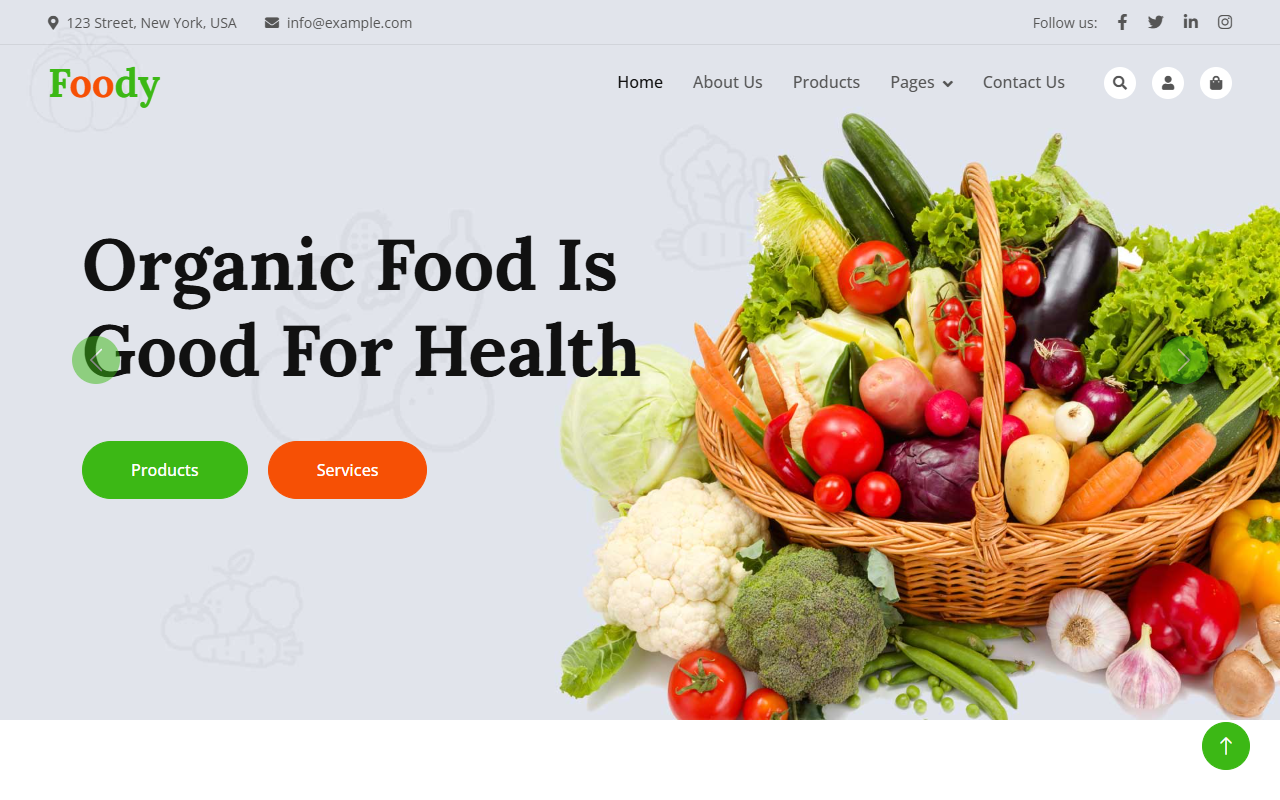 123 Street, New York, USA
info@example.com
Follow us:
Foody
Home
About Us
Products
Pages
Contact Us
Organic Food Is
Good For Health
Products
Services